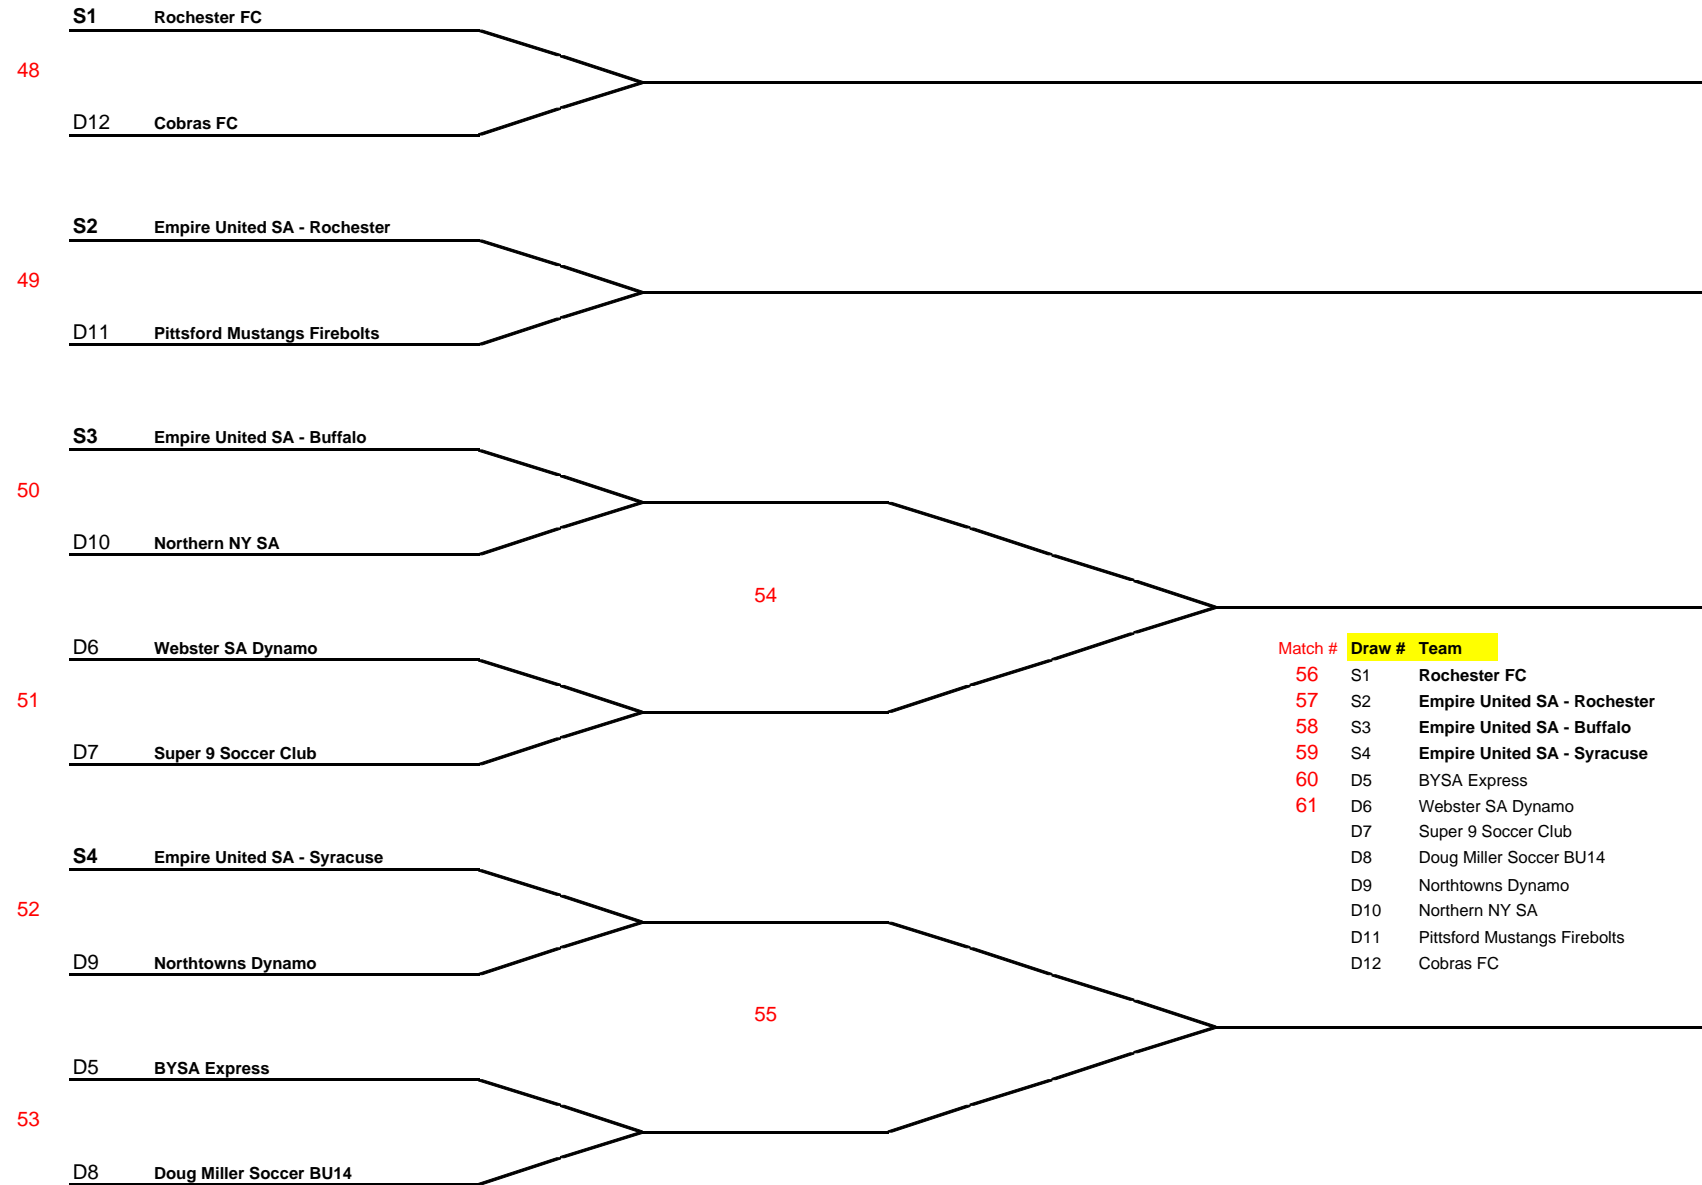 S1 Rochester FC
48
D12 Cobras FC
S2 Empire United SA - Rochester
49
D11 Pittsford Mustangs Firebolts
S3 Empire United SA - Buffalo
50
D10 Northern NY SA
54
D6 Webster SA Dynamo
51
D7 Super 9 Soccer Club
S4 Empire United SA - Syracuse
52
D9 Northtowns Dynamo
55
D5 BYSA Express
53
D8 Doug Miller Soccer BU14
Match # Draw # Team
56 S1 Rochester FC
57 S2 Empire United SA - Rochester
58 S3 Empire United SA - Buffalo
59 S4 Empire United SA - Syracuse
60 D5 BYSA Express
61 D6 Webster SA Dynamo
D7 Super 9 Soccer Club
D8 Doug Miller Soccer BU14
D9 Northtowns Dynamo
D10 Northern NY SA
D11 Pittsford Mustangs Firebolts
D12 Cobras FC